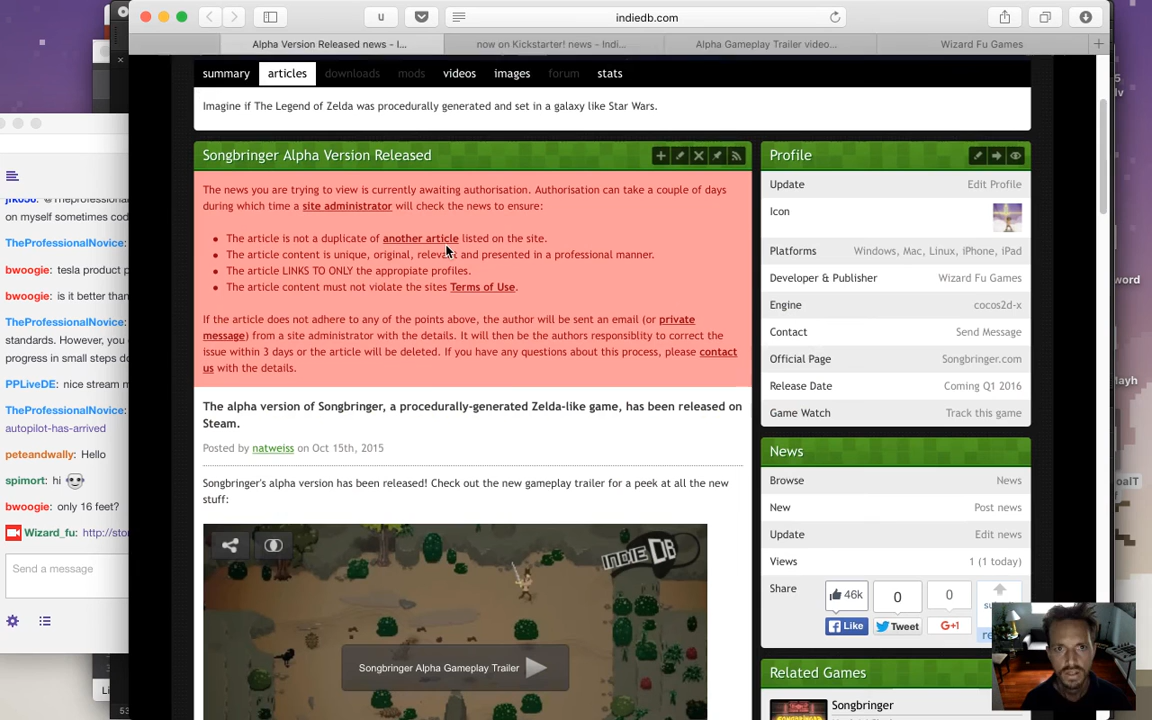 indiedb.com
u
Alpha Version Released news - I...
now on Kickstarter! news - Indi...
Alpha Gameplay Trailer video...
Wizard Fu Games
summary articles downloads mods videos images forum stats
Imagine if The Legend of Zelda was procedurally generated and set in a galaxy like Star Wars.
Songbringer Alpha Version Released
The news you are trying to view is currently awaiting authorisation. Authorisation can take a couple of days
during which time a site administrator will check the news to ensure:
The article is not a duplicate of another article listed on the site.
The article content is unique, original, relevant and presented in a professional manner.
The article LINKS TO ONLY the appropiate profiles.
The article content must not violate the sites Terms of Use.
If the article does not adhere to any of the points above, the author will be sent an email (or private
message) from a site administrator with the details. It will then be the authors responsiblity to correct the
issue within 3 days or the article will be deleted. If you have any questions about this process, please contact
us with the details.
The alpha version of Songbringer, a procedurally-generated Zelda-like game, has been released on
Steam.
Posted by natweiss on Oct 15th, 2015
Songbringer's alpha version has been released! Check out the new gameplay trailer for a peek at all the new
stuff:
INDIE DB
Songbringer Alpha Gameplay Trailer
Profile
Update Edit Profile
Icon
Platforms Windows, Mac, Linux, iPhone, iPad
Developer & Publisher Wizard Fu Games
Engine cocos2d-x
Contact Send Message
Official Page Songbringer.com
Release Date Coming Q1 2016
Game Watch Track this game
News
Browse News
New Post news
Update Edit news
Views 1 (1 today)
Share 46k 0 0
Like Tweet G+1
Related Games
Songbringer
on myself sometimes cod
TheProfessionalNovice:
bwoogie: tesla product p
bwoogie: is it better than
TheProfessionalNovice:
standards. However, you
progress in small steps do
PPLiveDE: nice stream m
TheProfessionalNovice:
autopilot-has-arrived
peteandwally: Hello
spimort: hi
bwoogie: only 16 feet?
Wizard_fu: http://sto
Send a message